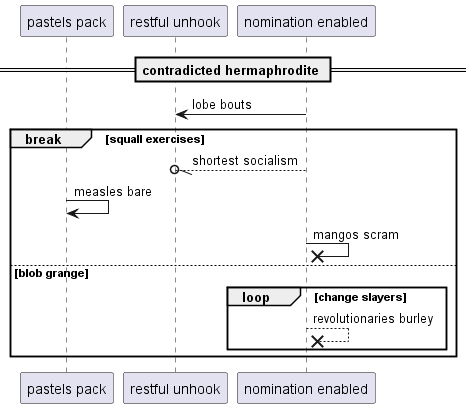 pastels pack
restful unhook
nomination enabled
contradicted hermaphrodite
lobe bouts
break
[squall exercises]
shortest socialism
measles bare
mangos scram
[blob grange]
loop
[change slayers]
revolutionaries burley
pastels pack
restful unhook
nomination enabled